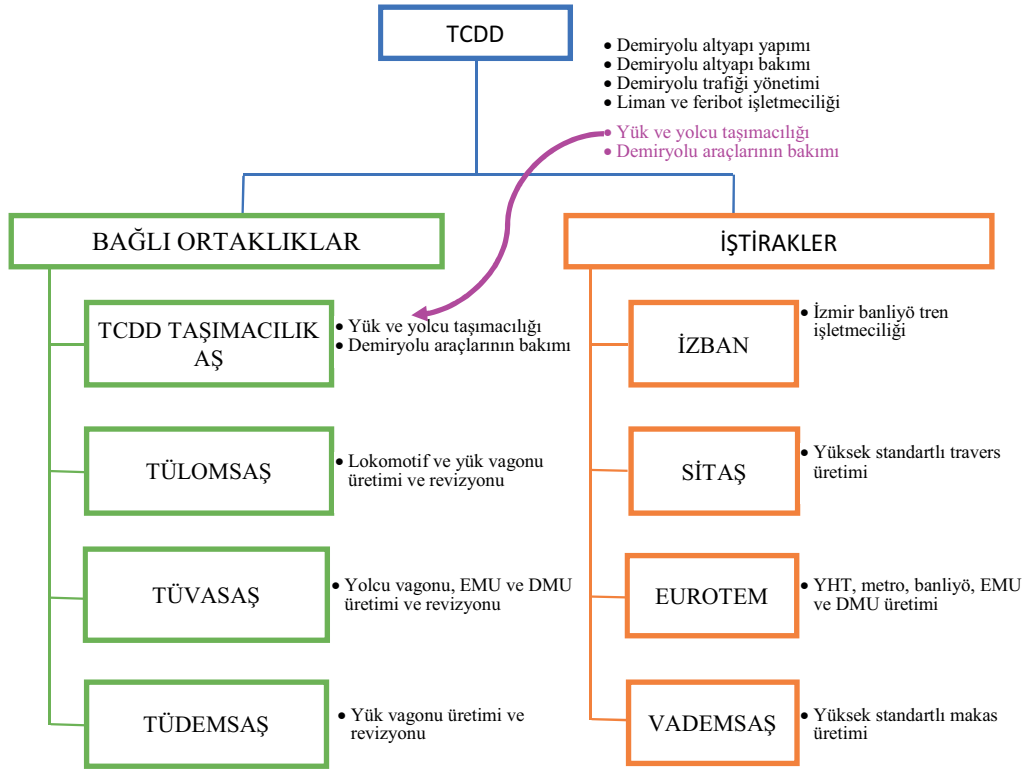 TCDD
• Demiryolu altyapı yapımı
• Demiryolu altyapı bakımı
• Demiryolu trafiği yönetimi
• Liman ve feribot işletmeciliği
• Yük ve yolcu taşımacılığı
• Demiryolu araçlarının bakımı
BAĞLI ORTAKLIKLAR
TCDD TAŞIMACILIK
AŞ
• Yük ve yolcu taşımacılığı
• Demiryolu araçlarının bakımı
TÜLOMSAŞ
• Lokomotif ve yük vagonu
üretimi ve revizyonu
TÜVASAŞ
• Yolcu vagonu, EMU ve DMU
üretimi ve revizyonu
TÜDEMSAŞ
• Yük vagonu üretimi ve
revizyonu
İŞTİRAKLER
İZBAN
• İzmir banliyö tren
işletmeciliği
SİTAŞ
• Yüksek standartlı travers
üretimi
EUROTEM
• YHT, metro, banliyö, EMU
ve DMU üretimi
VADEMSAŞ
• Yüksek standartlı makas
üretimi